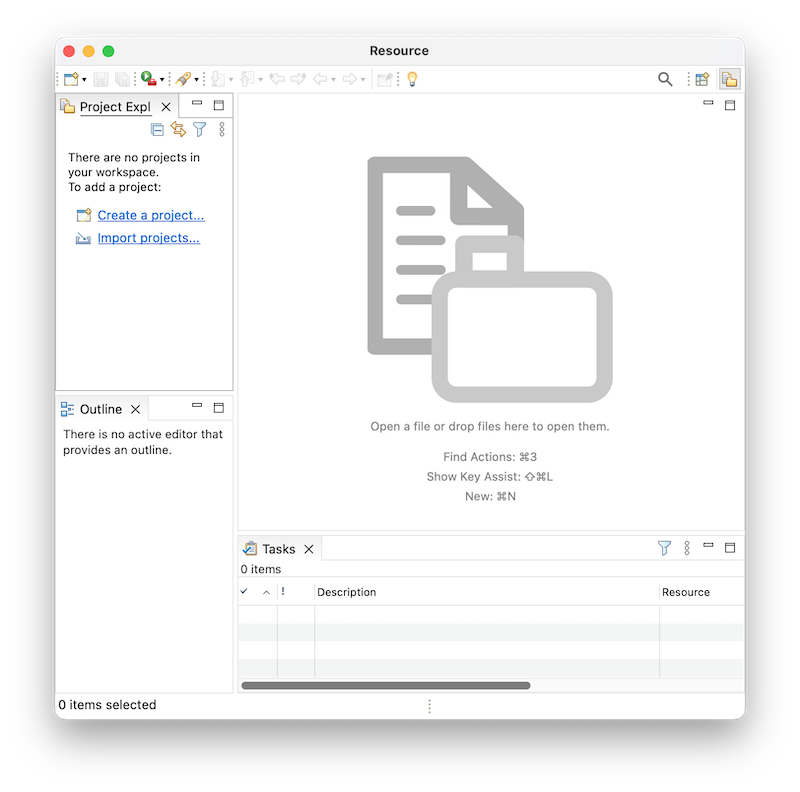 Resource
Project Expl
There are no projects in
your workspace.
To add a project:
Create a project...
Import projects...
Outline
There is no active editor that
provides an outline.
Open a file or drop files here to open them.
Find Actions: ⌘3
Show Key Assist: ⇧⌘L
New: ⌘N
Tasks
0 items
! Description Resource
0 items selected